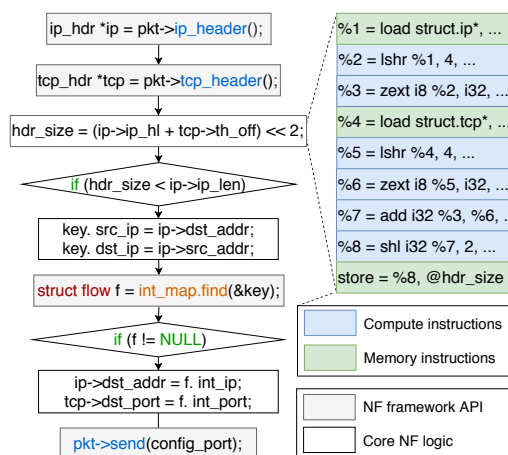 ip_hdr *ip = pkt->ip_header();
tcp_hdr *tcp = pkt->tcp_header();
hdr_size = (ip->ip_hl + tcp->th_off) << 2;
if (hdr_size < ip->ip_len)
key. src_ip = ip->dst_addr;
key. dst_ip = ip->src_addr;
struct flow f = int_map.find(&key);
if (f != NULL)
ip->dst_addr = f. int_ip;
tcp->dst_port = f. int_port;
pkt->send(config_port);
%1 = load struct.ip*, ...
%2 = lshr %1, 4, ...
%3 = zext i8 %2, i32, ...
%4 = load struct.tcp*, ...
%5 = lshr %4, 4, ...
%6 = zext i8 %5, i32, ...
%7 = add i32 %3, %6, ...
%8 = shl i32 %7, 2, ...
store = %8, @hdr_size
Compute instructions
Memory instructions
NF framework API
Core NF logic